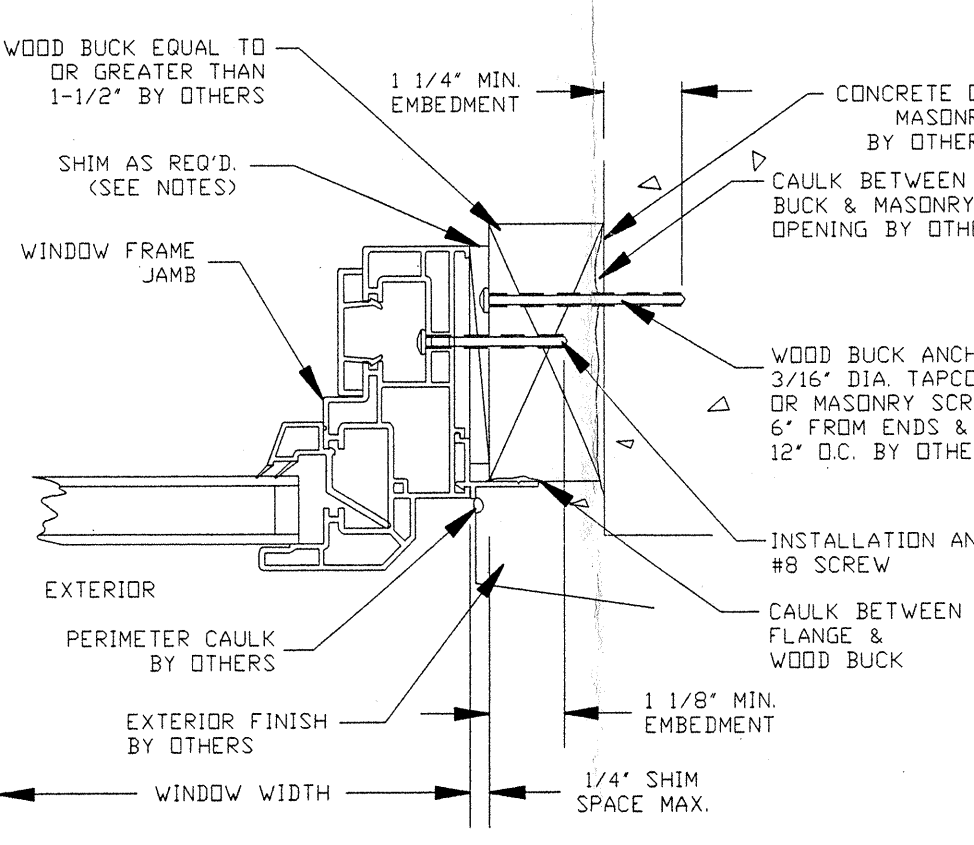 WOOD BUCK EQUAL TO
OR GREATER THAN
1-1/2" BY OTHERS
1 1/4" MIN.
EMBEDMENT
CONCRETE
MASONR
BY OTHER
SHIM AS REQ'D.
(SEE NOTES)
CAULK BETWEEN
BUCK & MASONRY
OPENING BY OTHE
WINDOW FRAME
JAMB
WOOD BUCK ANCH
3/16" DIA. TAPCO
OR MASONRY SCR
6" FROM ENDS &
12" O.C. BY OTHE
INSTALLATION AN
#8 SCREW
EXTERIOR
CAULK BETWEEN
FLANGE &
WOOD BUCK
PERIMETER CAULK
BY OTHERS
1 1/8" MIN.
EMBEDMENT
EXTERIOR FINISH
BY OTHERS
1/4" SHIM
SPACE MAX.
WINDOW WIDTH